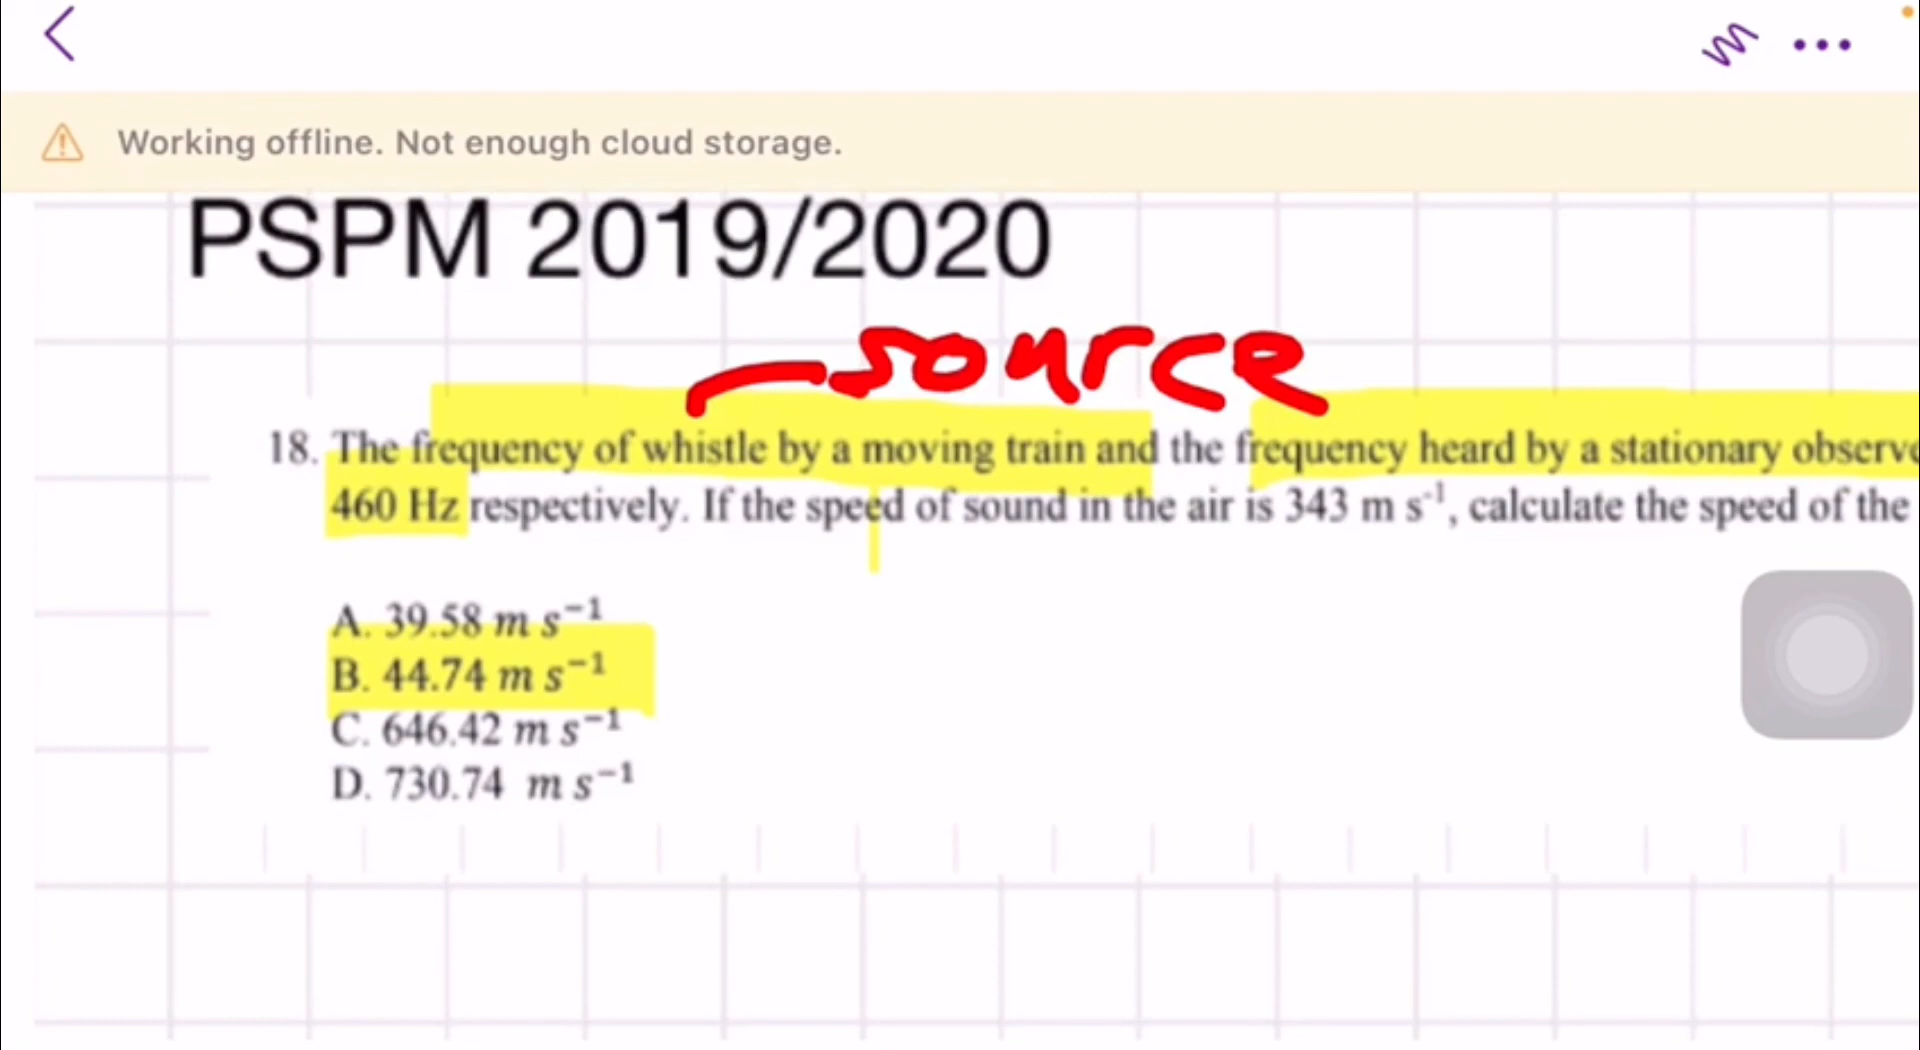 Working offline. Not enough cloud storage.
PSPM 2019/2020
source
18. The frequency of whistle by a moving train and the frequency heard by a stationary
460 Hz respectively. If the speed of sound in the air is 343 m s⁻¹, calculate the speed of the
A. 39.58 m s⁻¹
B. 44.74 m s⁻¹
C. 646.42 m s⁻¹
D. 730.74 m s⁻¹